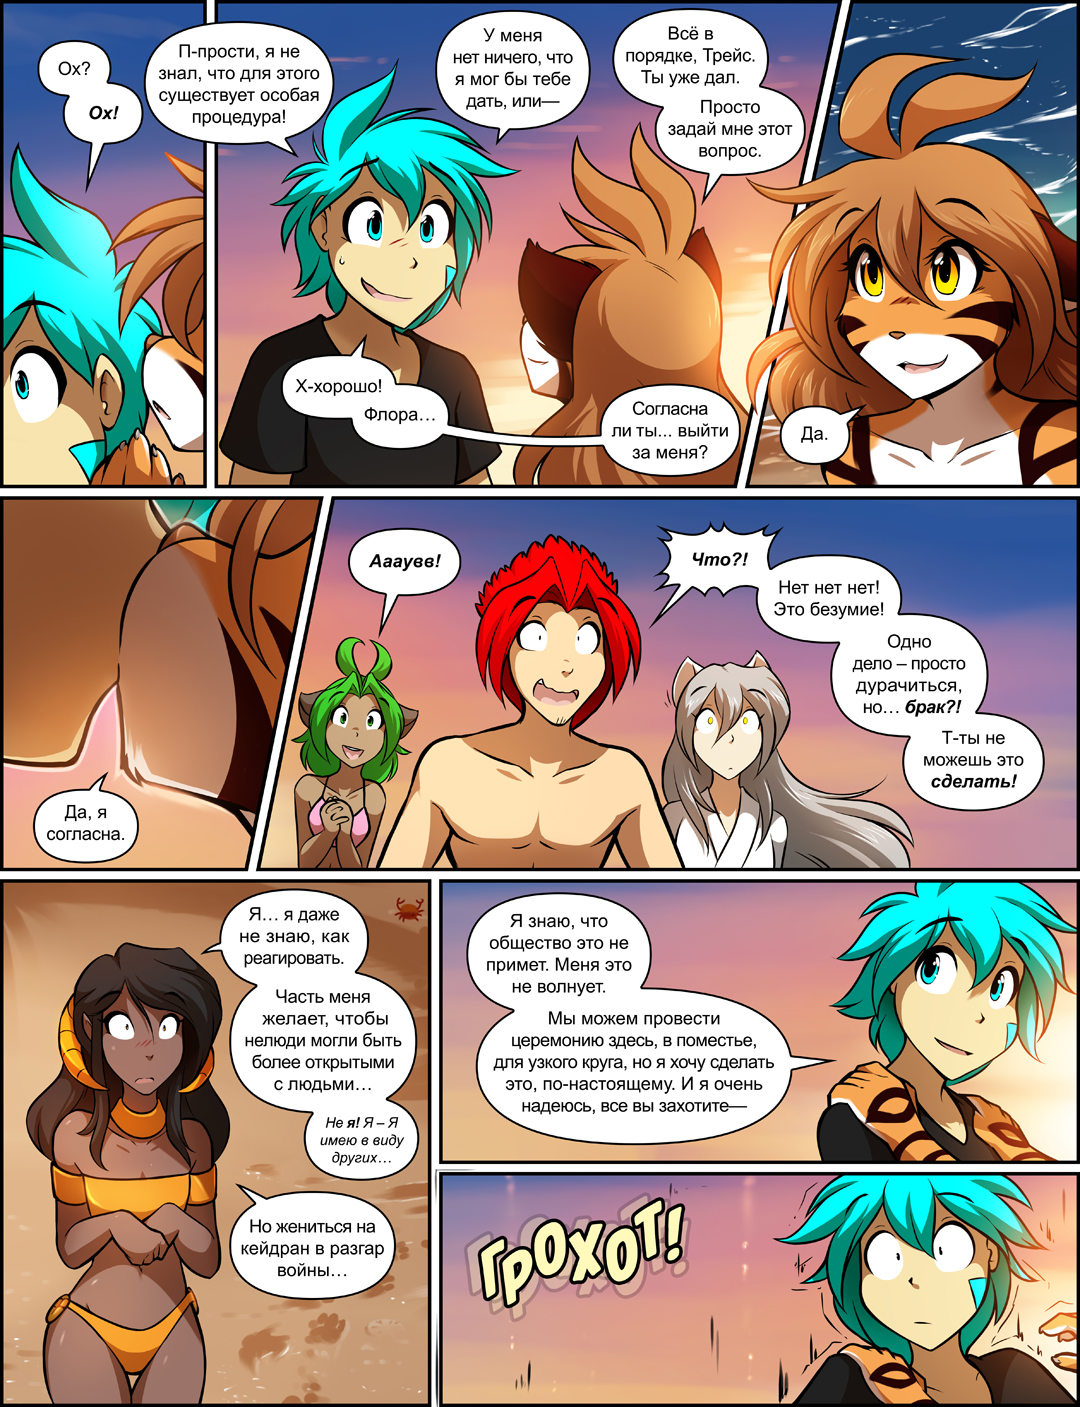 Ох?
Ох!
П-прости, я не
знал, что для этого
существует особая
процедура!
У меня
нет ничего, что
я мог бы тебе
дать, или—
Всё в
порядке, Трейс.
Ты уже дал.
Просто
задай мне этот
вопрос.
Х-хорошо!
Флора...
Согласна
ли ты... выйти
за меня?
Да.
Да, я
согласна.
Аааувв!
Что?!
Нет нет нет!
Это безумие!
Одно
дело – просто
дурачиться,
но... брак?!
Т-ты не
можешь это
сделать!
Я... я даже
не знаю, как
реагировать.
Часть меня
желает, чтобы
нелюди могли быть
более открытыми
с людьми...
Не я! Я – Я
имею в виду
других...
Но жениться на
кейдран в разгар
войны...
Я знаю, что
общество это не
примет. Меня это
не волнует.
Мы можем провести
церемонию здесь, в поместье,
для узкого круга, но я хочу сделать
это, по-настоящему. И я очень
надеюсь, все вы захотите—
ГРОХОТ!